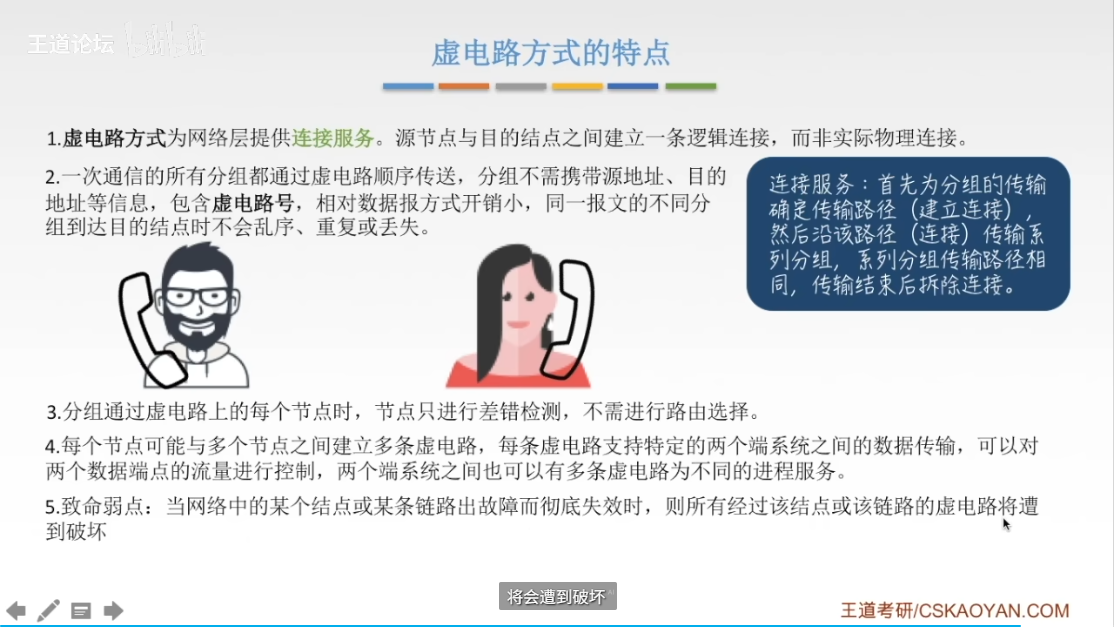 王道论坛 bilibili
虚电路方式的特点
1.虚电路方式为网络层提供连接服务。源节点与目的结点之间建立一条逻辑连接，而非实际物理连接。
2.一次通信的所有分组都通过虚电路顺序传送，分组不需携带源地址、目的
地址等信息，包含虚电路号，相对数据报方式开销小，同一报文的不同分
组到达目的结点时不会乱序、重复或丢失。
连接服务：首先为分组的传输
确定传输路径（建立连接），
然后沿该路径（连接）传输系
列分组，系列分组传输路径相
同，传输结束后拆除连接。
3.分组通过虚电路上的每个节点时，节点只进行差错检测，不需进行路由选择。
4.每个节点可能与多个节点之间建立多条虚电路，每条虚电路支持特定的两个端系统之间的数据传输，可以对
两个数据端点的流量进行控制，两个端系统之间也可以有多条虚电路为不同的进程服务。
5.致命弱点：当网络中的某个结点或某条链路出故障而彻底失效时，则所有经过该结点或该链路的虚电路将遭
到破坏
将会遭到破坏
王道考研/CSKAOYAN.COM